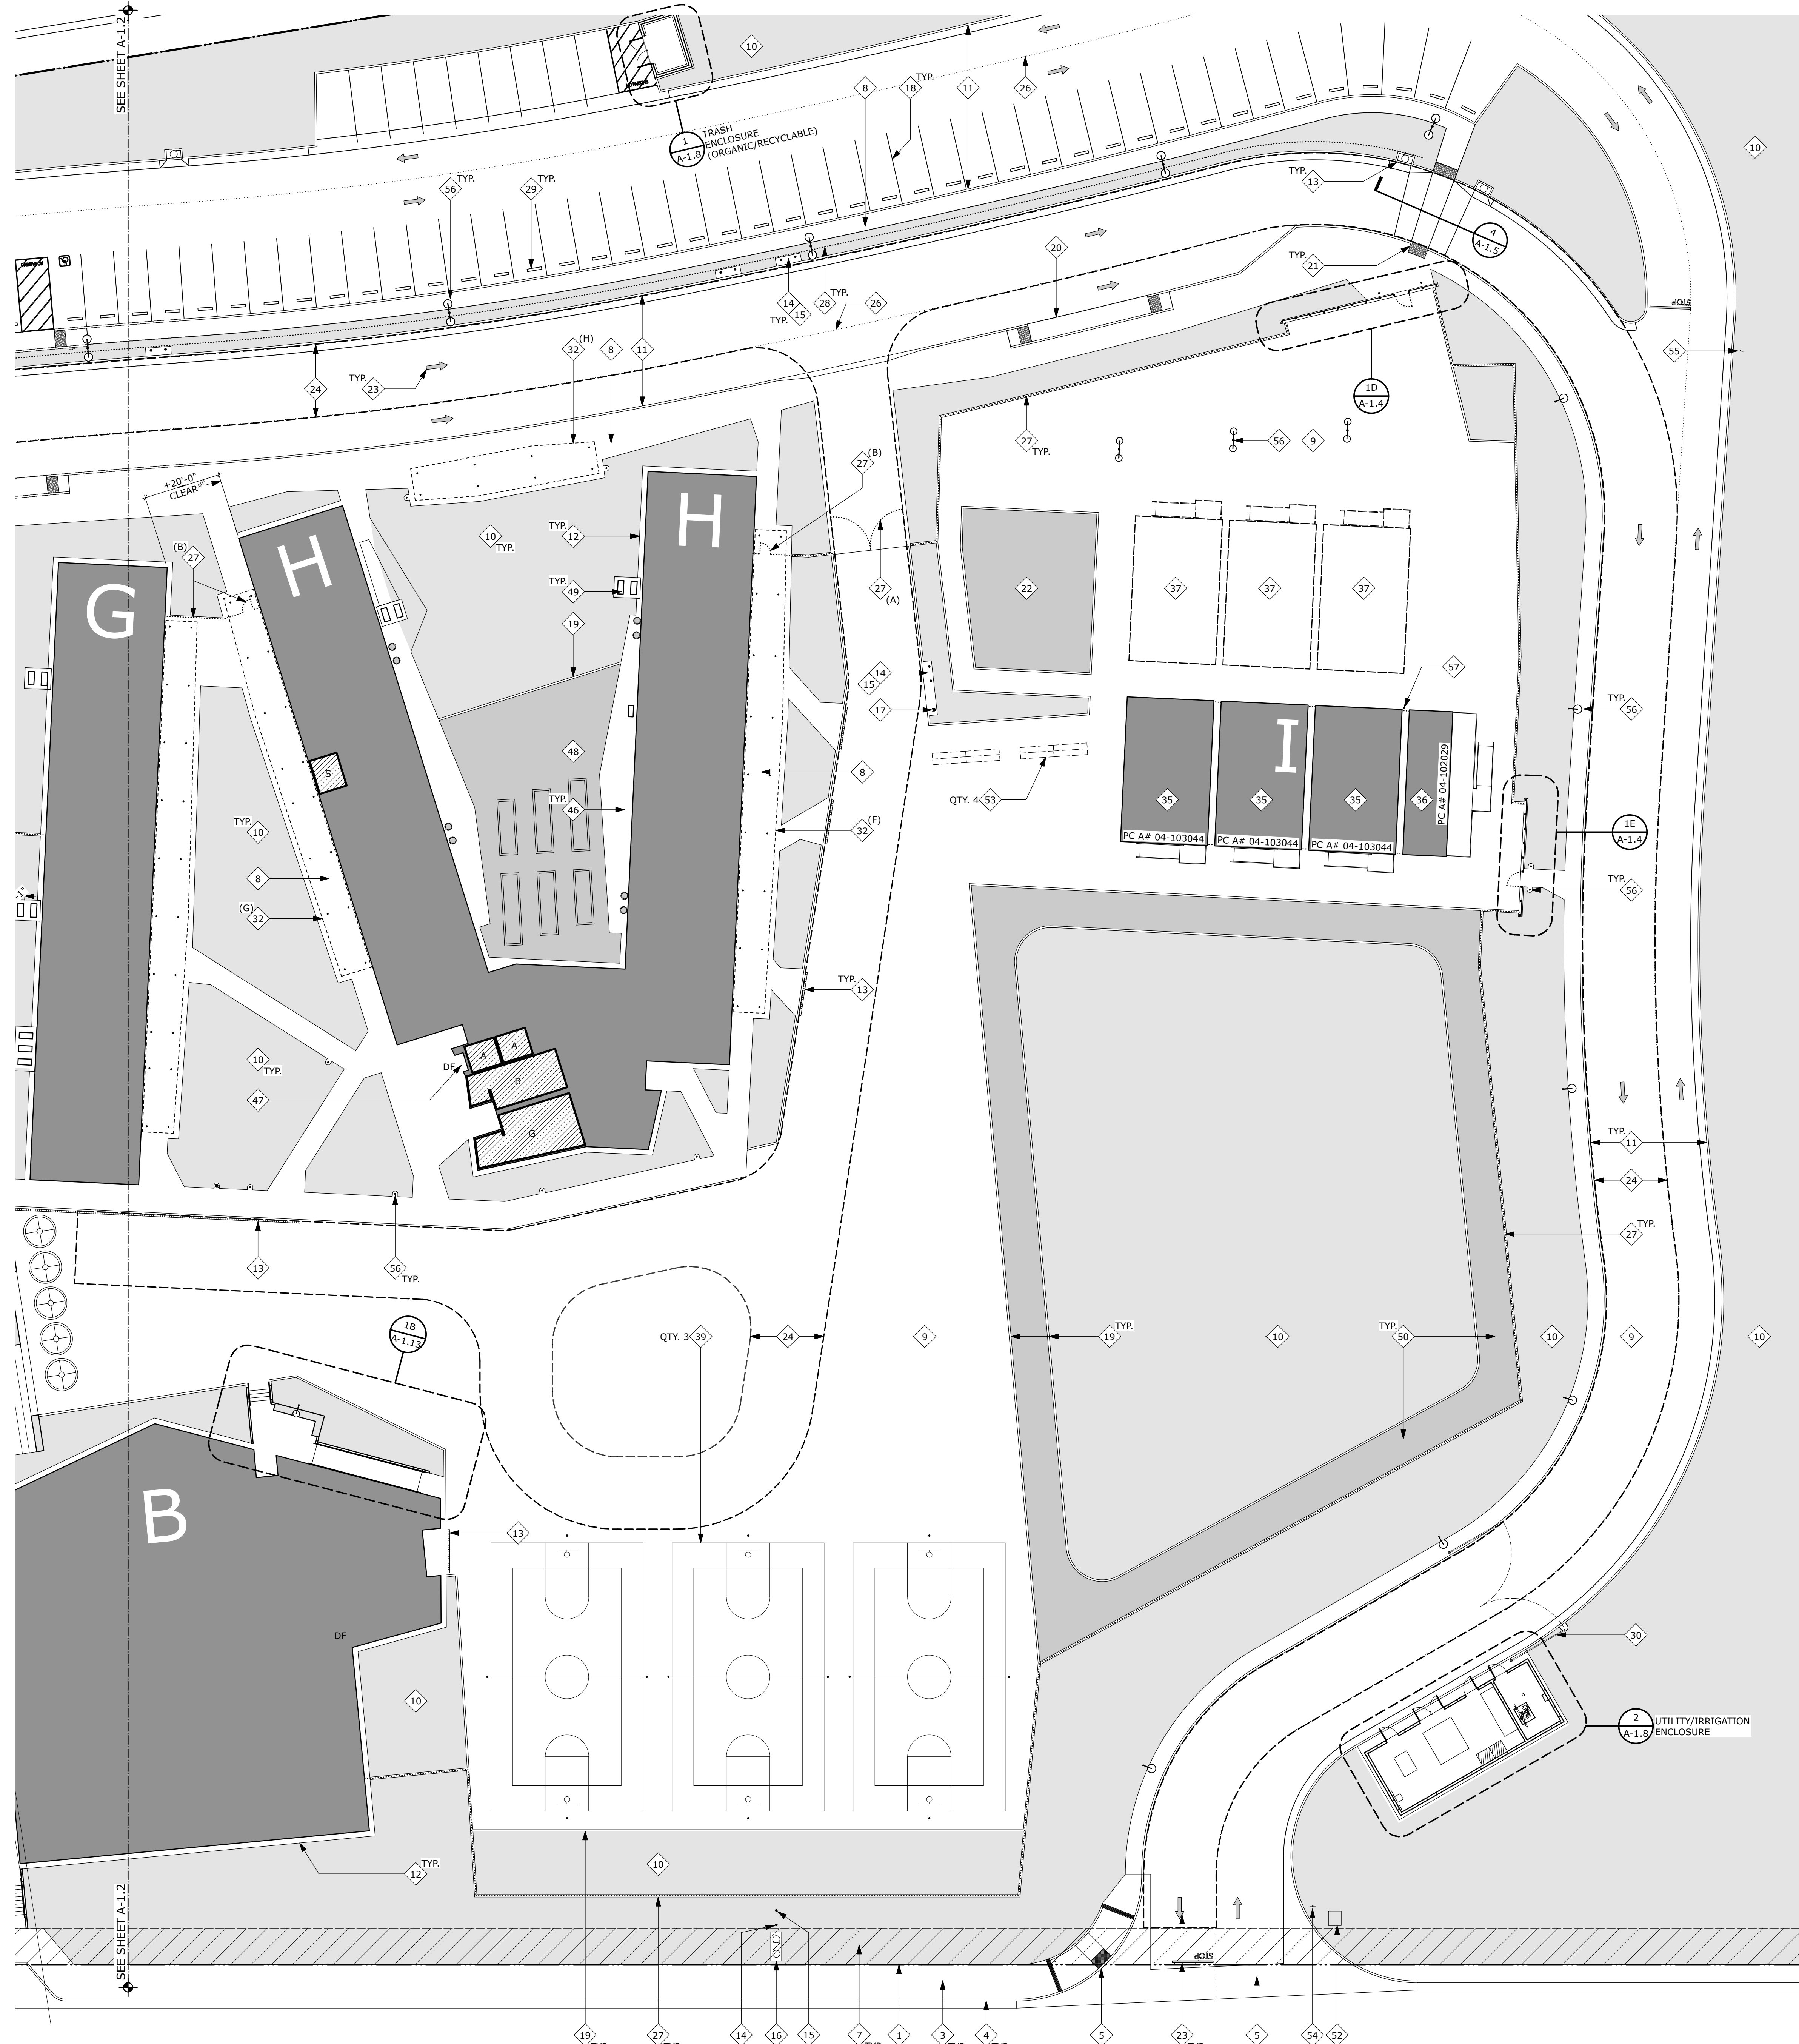 SEE SHEET A-1.2
10
NO PARKING
8
18
TYP.
11
26
10
1
A-1.8
TRASH
ENCLOSURE
(ORGANIC/RECYCLABLE)
56
TYP.
29
TYP.
TYP.
13
4
A-1.5
NO PARKING
20
21
TYP.
14
TYP.
15
28
TYP.
26
STOP
55
24
TYP.
23
32
(H)
8
11
1D
A-1.4
27
TYP.
56
9
+20'-0"
CLEAR
27
(B)
(B)
27
H
H
10
TYP.
TYP.
12
G
TYP.
49
27
(A)
22
37
37
37
19
14
15
17
57
TYP.
56
48
S
8
I
QTY. 4
53
TYP.
46
35
35
35
36
PC A# 04-102029
PC A# 04-103044
PC A# 04-103044
PC A# 04-103044
TYP.
10
32
(F)
1E
A-1.4
8
(G)
32
TYP.
56
TYP.
13
10
TYP.
DF
A
A
B
G
47
TYP.
11
24
27
TYP.
13
56
TYP.
1B
A-1.13
QTY. 3
39
24
9
19
TYP.
10
TYP.
50
10
9
10
B
13
DF
30
10
2
A-1.8
UTILITY/IRRIGATION
ENCLOSURE
12
TYP.
10
SEE SHEET A-1.2
STOP
19
27
14
16
15
7
1
3
4
5
23
5
54
52